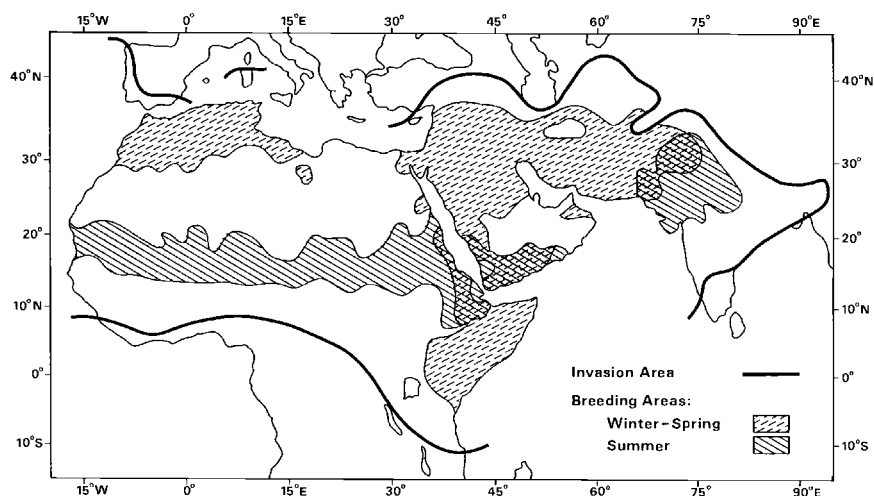 15°W 0° 15°E 30° 45° 60° 75° 90°E
40°N 40°N
30° 30°
20° 20°
10°N 10°N
Invasion Area
0° 0°
Breeding Areas:
Winter-Spring
Summer
10°S 10°S
15°W 0° 15°E 30° 45° 60° 75° 90°E